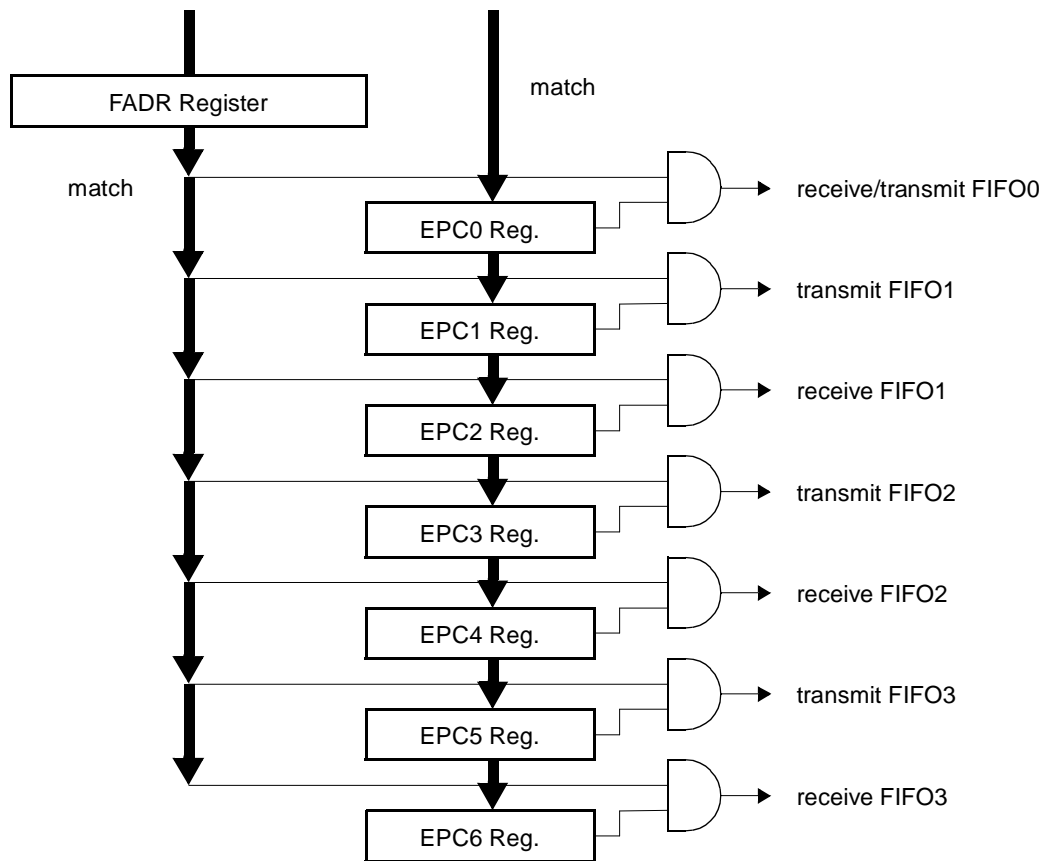 match
FADR Register
match
receive/transmit FIFO0
EPC0 Reg.
transmit FIFO1
EPC1 Reg.
receive FIFO1
EPC2 Reg.
transmit FIFO2
EPC3 Reg.
receive FIFO2
EPC4 Reg.
transmit FIFO3
EPC5 Reg.
receive FIFO3
EPC6 Reg.